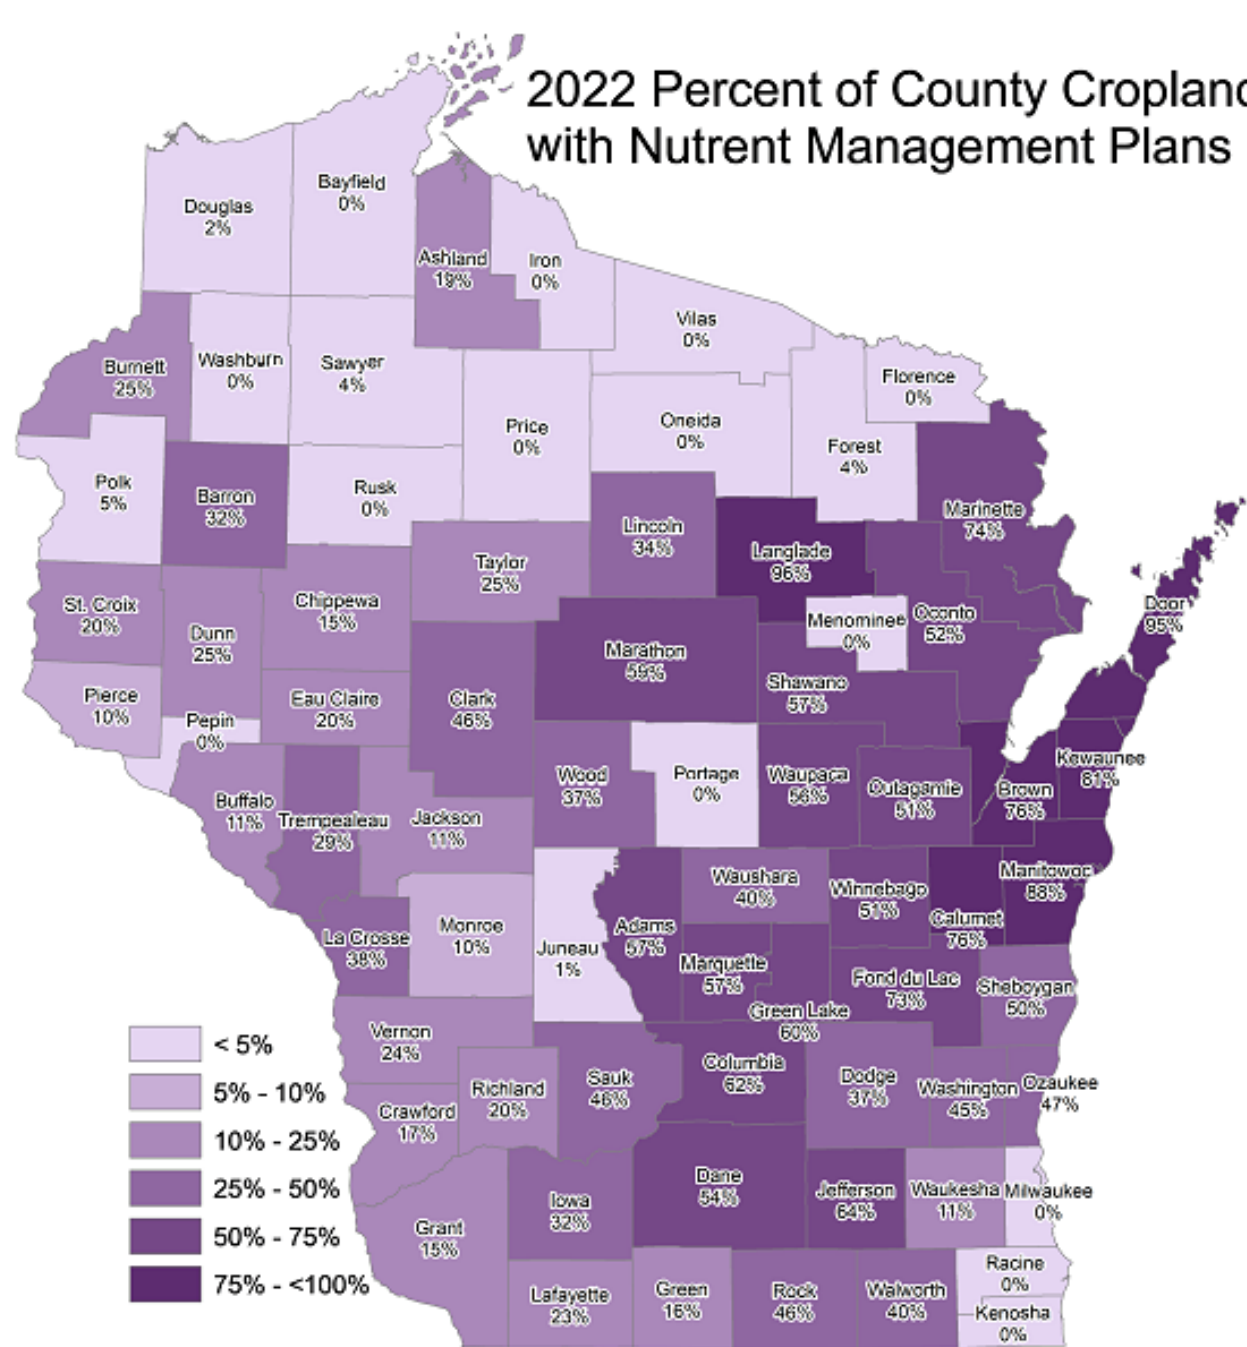 2022 Percent of County Cropland
with Nutrent Management Plans
Douglas
2%
Bayfield
0%
Ashland
19%
Iron
0%
Vilas
0%
Burnett
25%
Washburn
0%
Sawyer
4%
Price
0%
Oneida
0%
Florence
0%
Forest
4%
Polk
5%
Barron
32%
Rusk
0%
Lincoln
34%
Langlade
96%
Marinette
74%
Taylor
25%
St. Croix
20%
Dunn
25%
Chippewa
15%
Menominee
0%
Oconto
52%
Door
95%
Marathon
59%
Shawano
57%
Pierce
10%
Pepin
0%
Eau Claire
20%
Clark
46%
Wood
37%
Portage
0%
Waupaca
56%
Outagamie
51%
Brown
76%
Kewaunee
81%
Buffalo
11%
Trempealeau
29%
Jackson
11%
Waushara
40%
Winnebago
51%
Calumet
76%
Manitowoc
88%
La Crosse
38%
Monroe
10%
Juneau
1%
Adams
57%
Marquette
57%
Green Lake
60%
Fond du Lac
73%
Sheboygan
50%
Vernon
24%
Richland
20%
Sauk
46%
Columbia
62%
Dodge
37%
Washington
45%
Ozaukee
47%
Crawford
17%
Grant
15%
Iowa
32%
Dane
54%
Jefferson
64%
Waukesha
11%
Milwaukee
0%
Lafayette
23%
Green
16%
Rock
46%
Walworth
40%
Racine
0%
Kenosha
0%
< 5%
5% - 10%
10% - 25%
25% - 50%
50% - 75%
75% - <100%